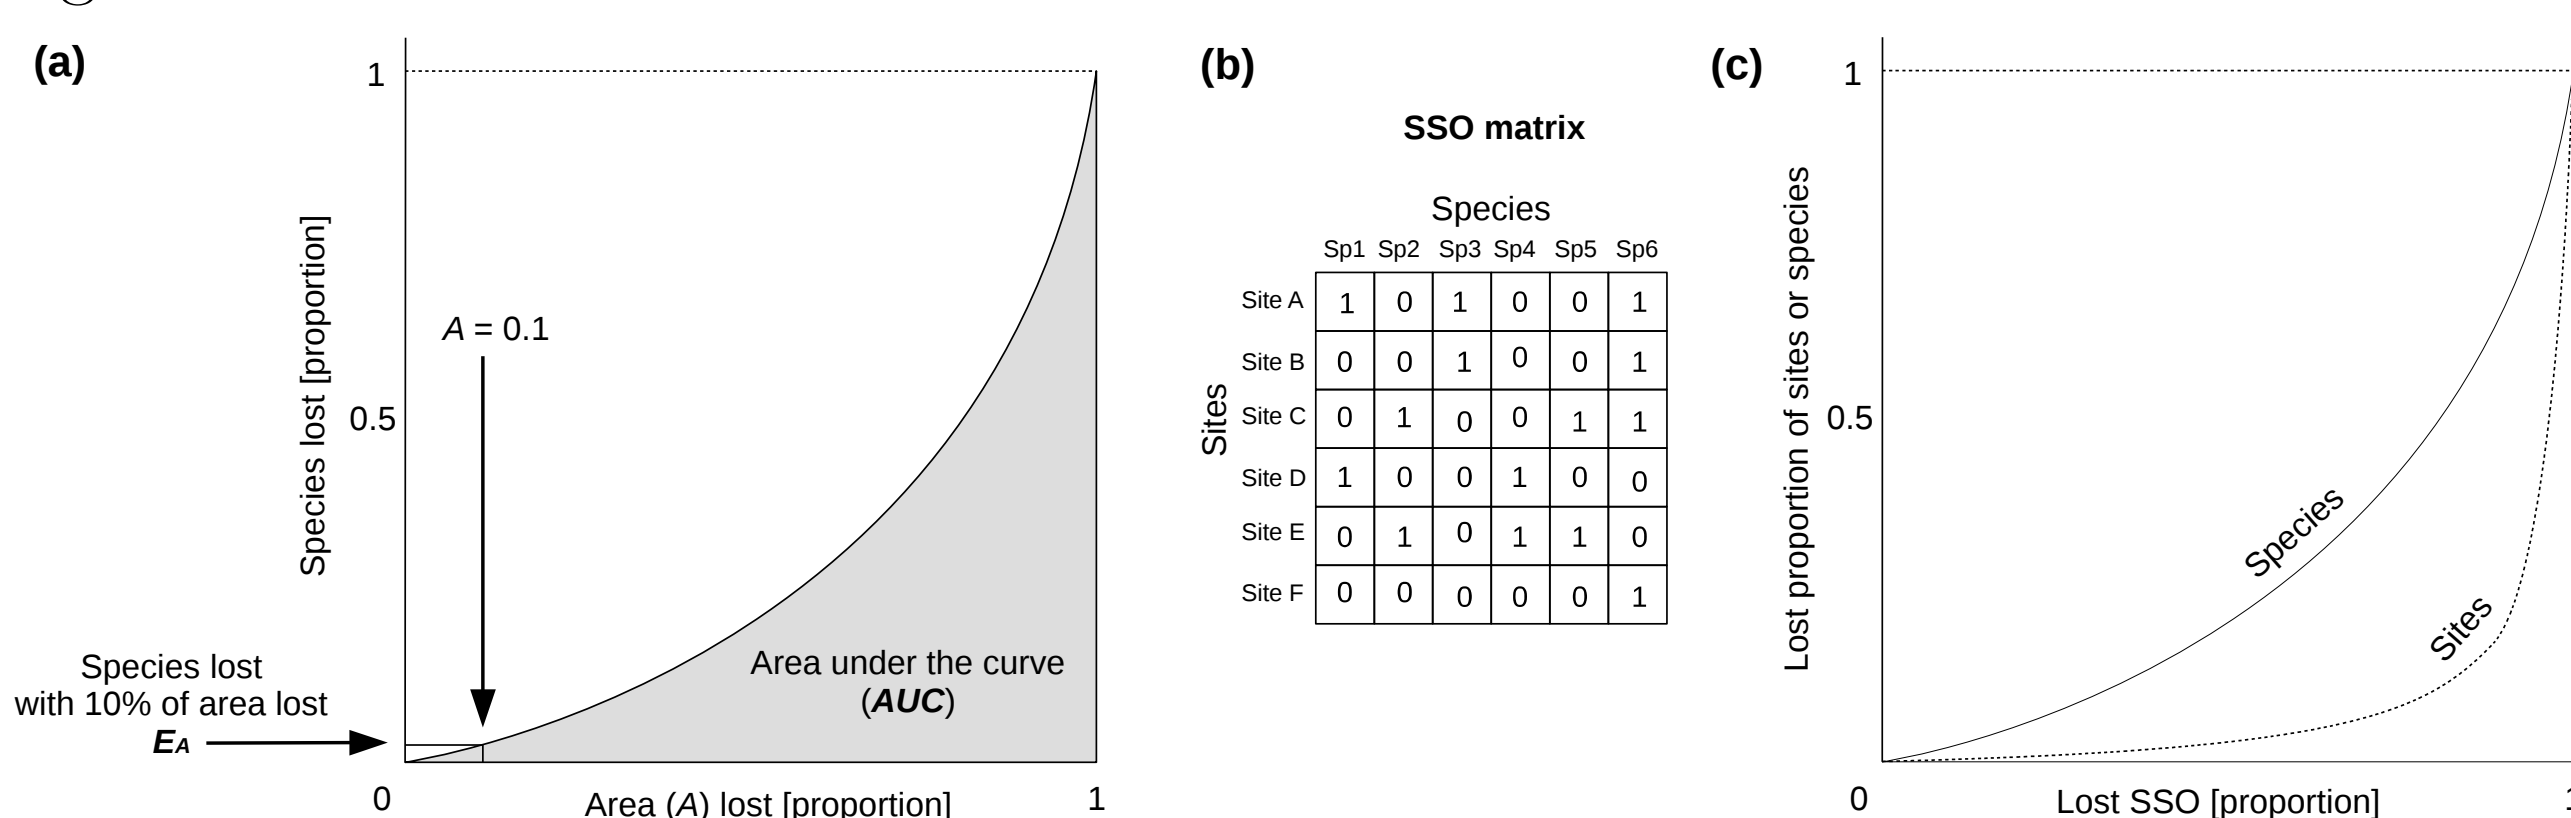 (a)
1
Species lost [proportion]
0.5
A = 0.1
Species lost
with 10% of area lost
EA
Area under the curve
(AUC)
0
Area (A) lost [proportion]
1
(b)
SSO matrix
Species
Sp1 Sp2 Sp3 Sp4 Sp5 Sp6
Sites
Site A 1 0 1 0 0 1
Site B 0 0 1 0 0 1
Site C 0 1 0 0 1 1
Site D 1 0 0 1 0 0
Site E 0 1 0 1 1 0
Site F 0 0 0 0 0 1
(c)
1
Lost proportion of sites or species
0.5
Species
Sites
0
Lost SSO [proportion]